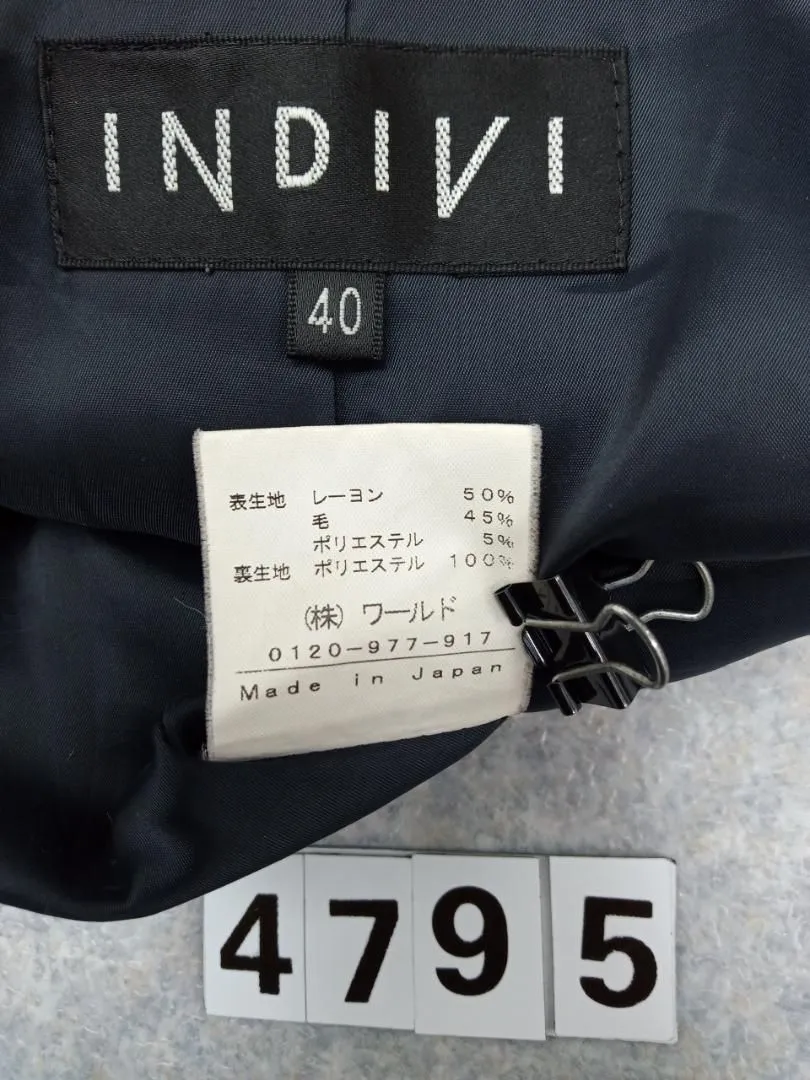 INDIVI
40
表生地 レーヨン 50%
毛 45%
ポリエステル 5%
裏生地 ポリエステル 100%
(株) ワールド
0120-977-917
Made in Japan
4795